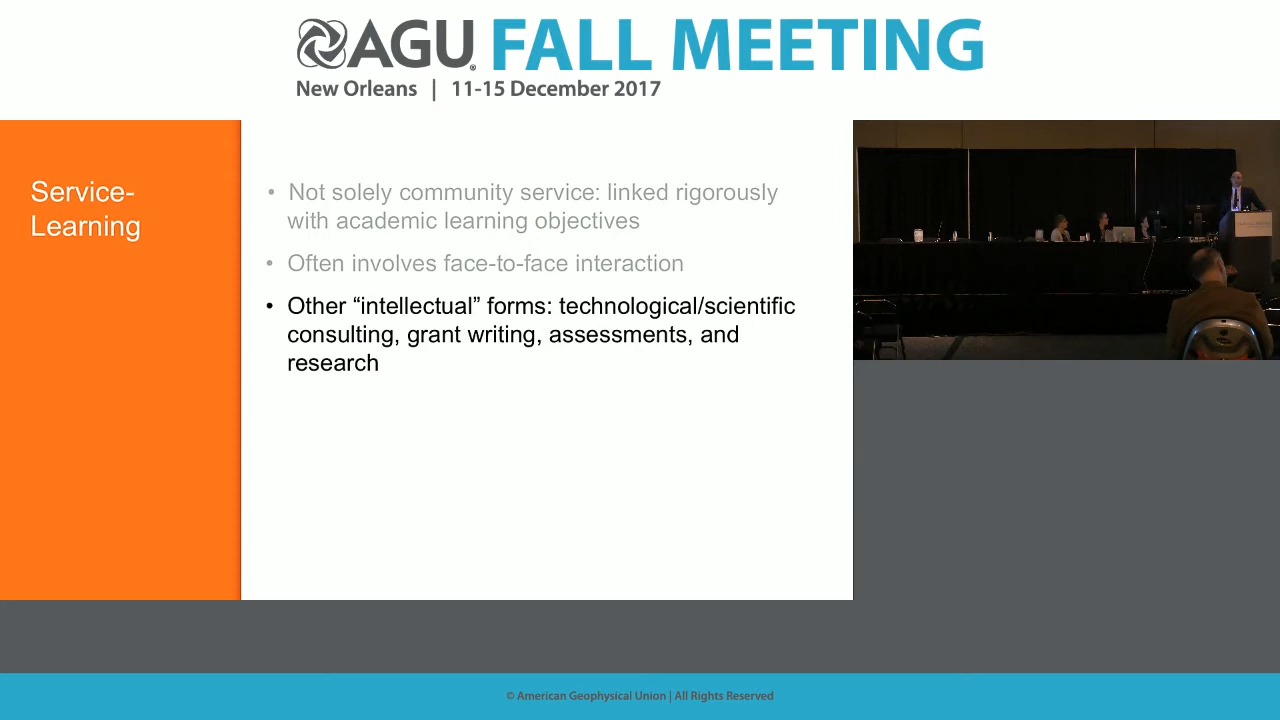 AGU FALL MEETING
New Orleans | 11-15 December 2017
Service-
Learning
• Not solely community service: linked rigorously
with academic learning objectives
• Often involves face-to-face interaction
• Other “intellectual” forms: technological/scientific
consulting, grant writing, assessments, and
research
© American Geophysical Union | All Rights Reserved